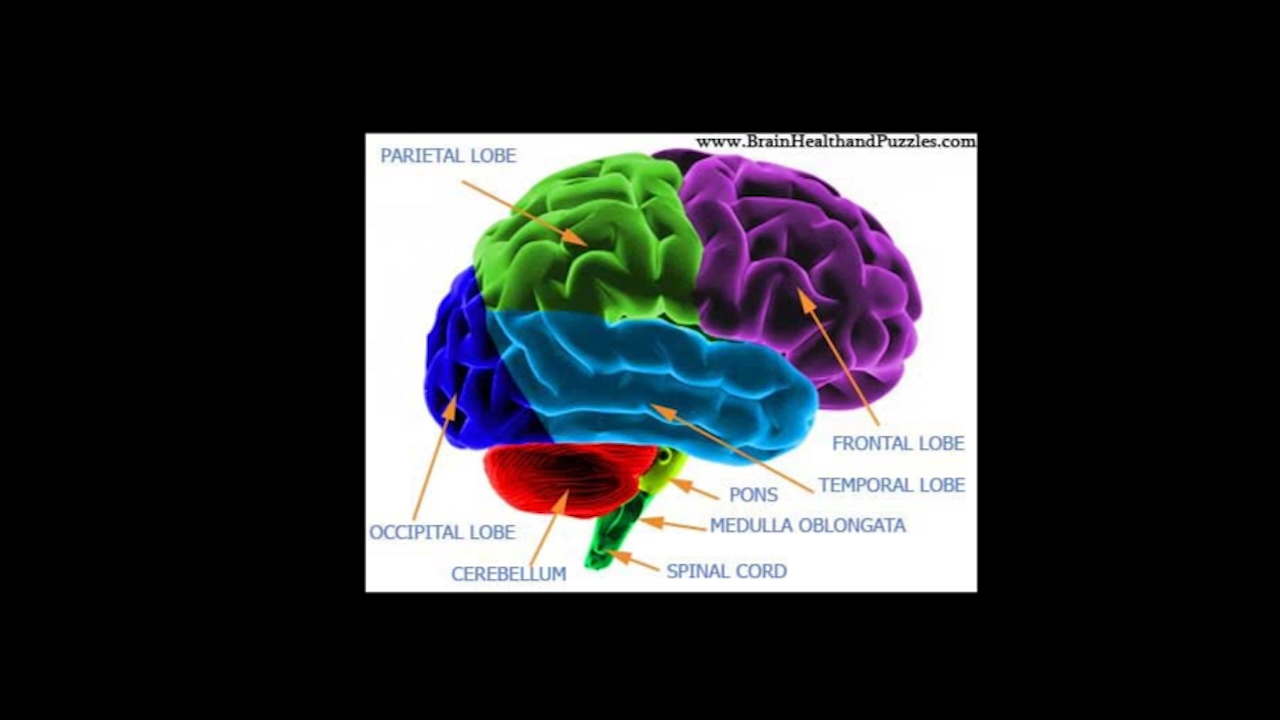 www.BrainHealthandPuzzles.com
PARIETAL LOBE
FRONTAL LOBE
TEMPORAL LOBE
PONS
MEDULLA OBLONGATA
OCCIPITAL LOBE
CEREBELLUM
SPINAL CORD